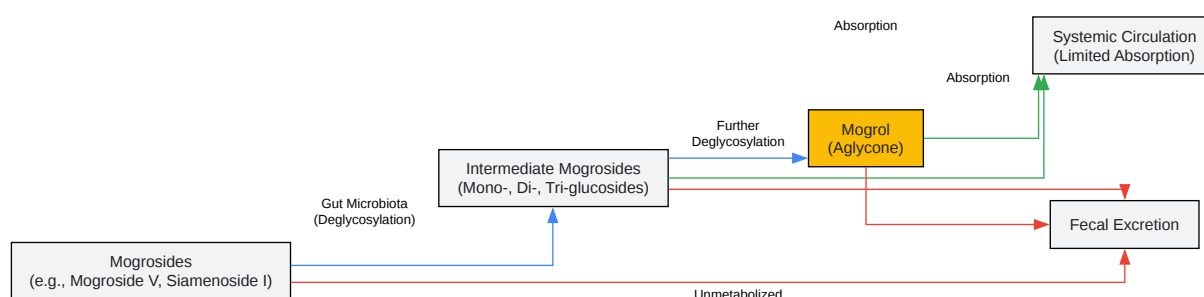 Absorption
Systemic Circulation
(Limited Absorption)
Absorption
Further
Deglycosylation
Mogrol
(Aglycone)
Intermediate Mogrosides
(Mono-, Di-, Tri-glucosides)
Gut Microbiota
(Deglycosylation)
Fecal Excretion
Mogrosides
(e.g., Mogroside V, Siamenoside I)
Unmetabolized